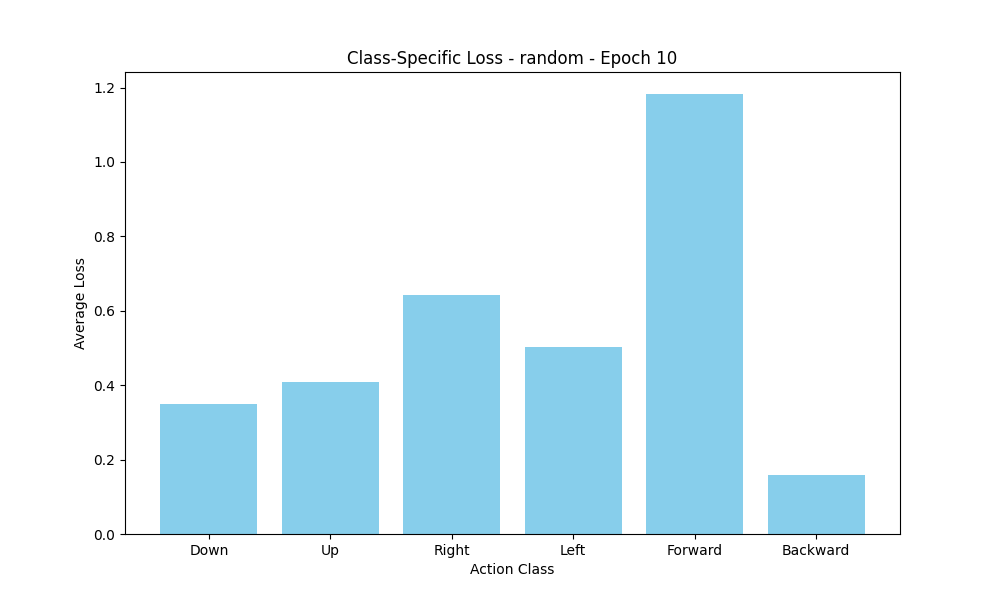 Class-Specific Loss - random - Epoch 10
1.2
1.0
0.8
0.6
0.4
0.2
0.0
Average Loss
Down Up Right Left Forward Backward
Action Class